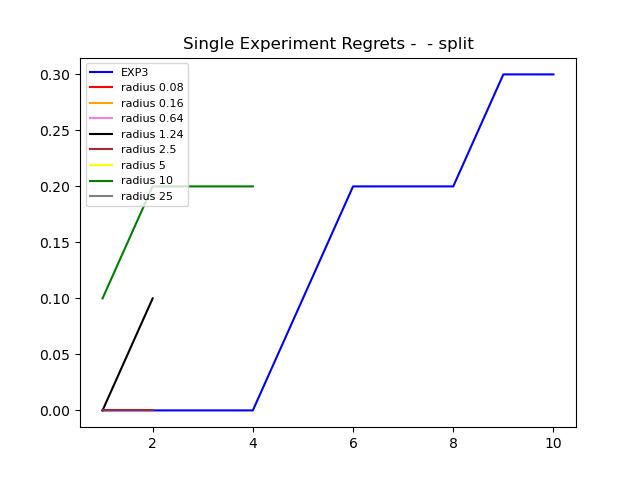 Single Experiment Regrets -  - split
EXP3
radius 0.08
radius 0.16
radius 0.64
radius 1.24
radius 2.5
radius 5
radius 10
radius 25
0.30
0.25
0.20
0.15
0.10
0.05
0.00
2 4 6 8 10